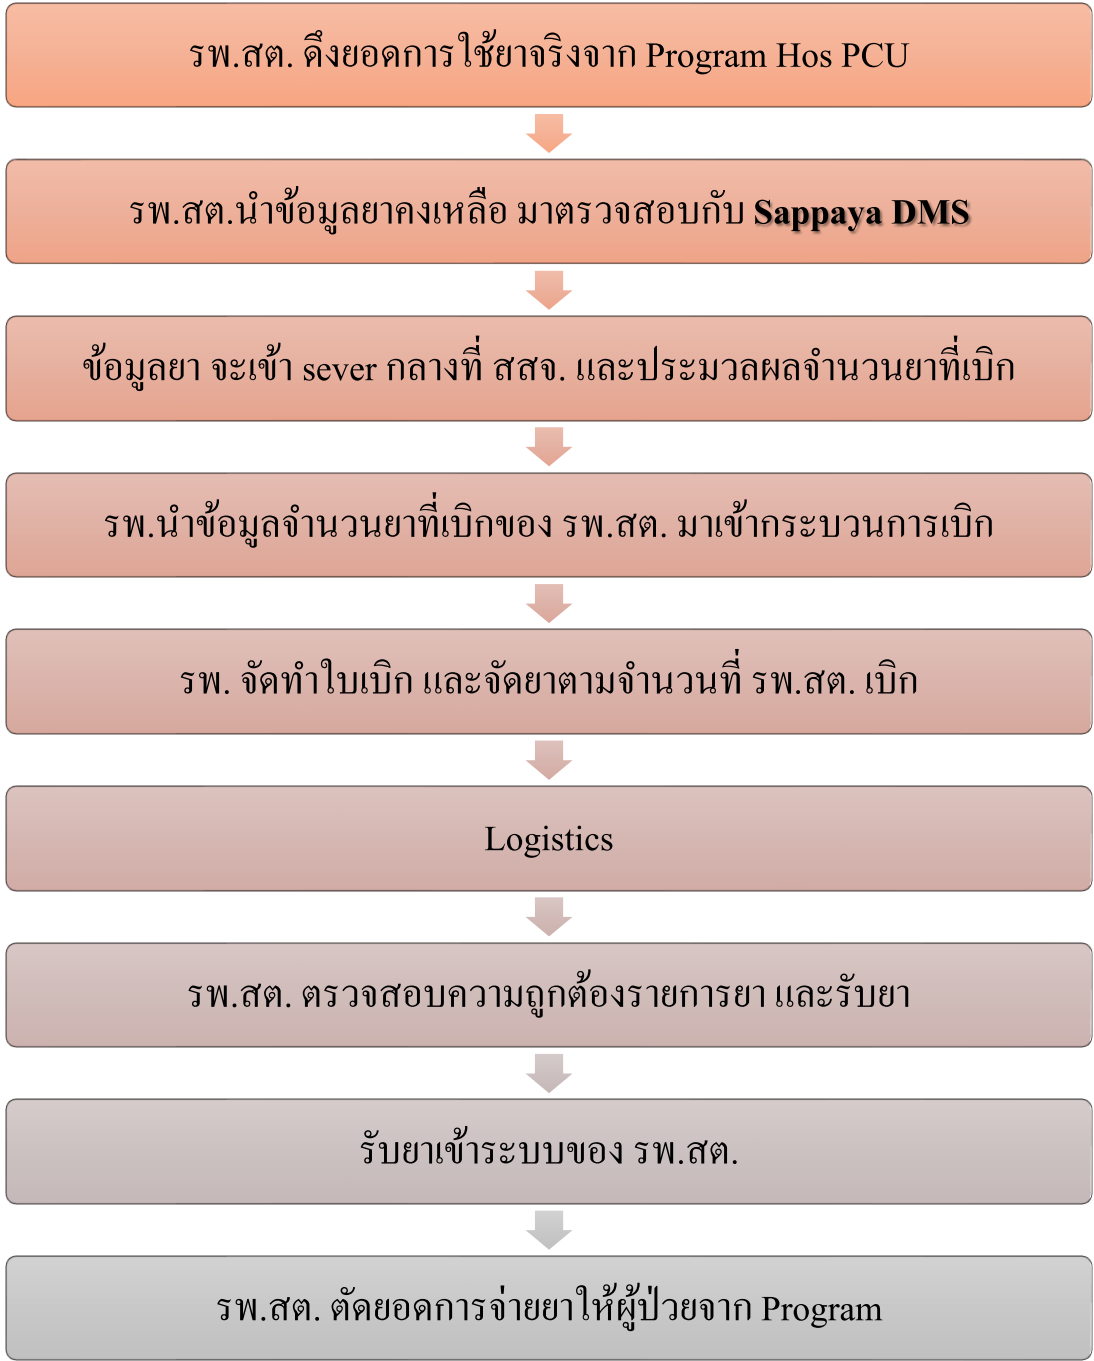 รพ.สต. ดึงยอดการใช้ยาจริงจาก Program Hos PCU
รพ.สต.นำข้อมูลยาคงเหลือ มาตรวจสอบกับ Sappaya DMS
ข้อมูลยา จะเข้า sever กลางที่ สสจ. และประมวลผลจำนวนยาที่เบิก
รพ.นำข้อมูลจำนวนยาที่เบิกของ รพ.สต. มาเข้ากระบวนการเบิก
รพ. จัดทำใบเบิก และจัดยาตามจำนวนที่ รพ.สต. เบิก
Logistics
รพ.สต. ตรวจสอบความถูกต้องรายการยา และรับยา
รับยาเข้าระบบของ รพ.สต.
รพ.สต. ตัดยอดการจ่ายยาให้ผู้ป่วยจาก Program